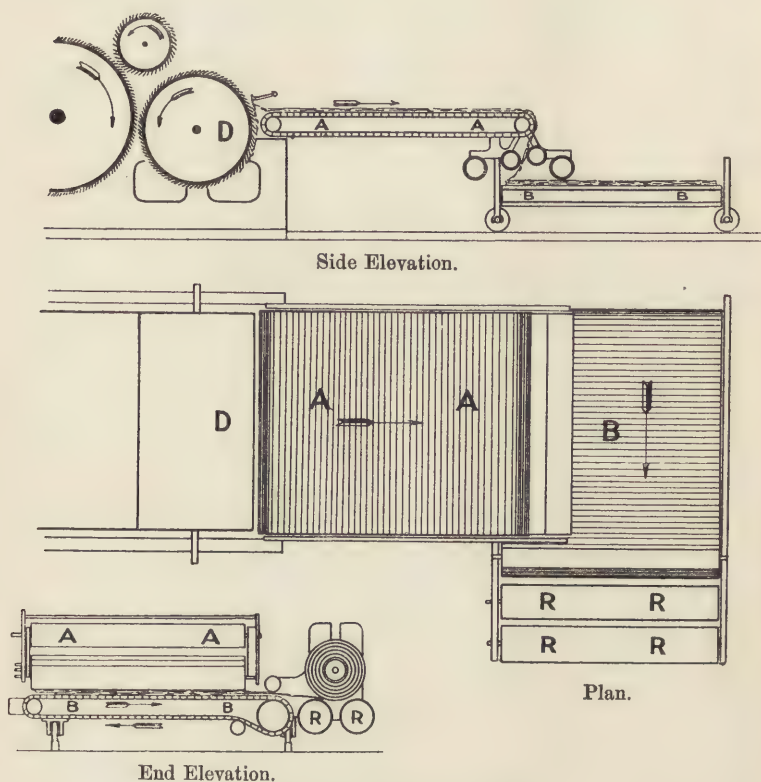 D
A A
B B
Side Elevation.
D
A A
B
R R
R R
Plan.
A A
B B
R R
End Elevation.